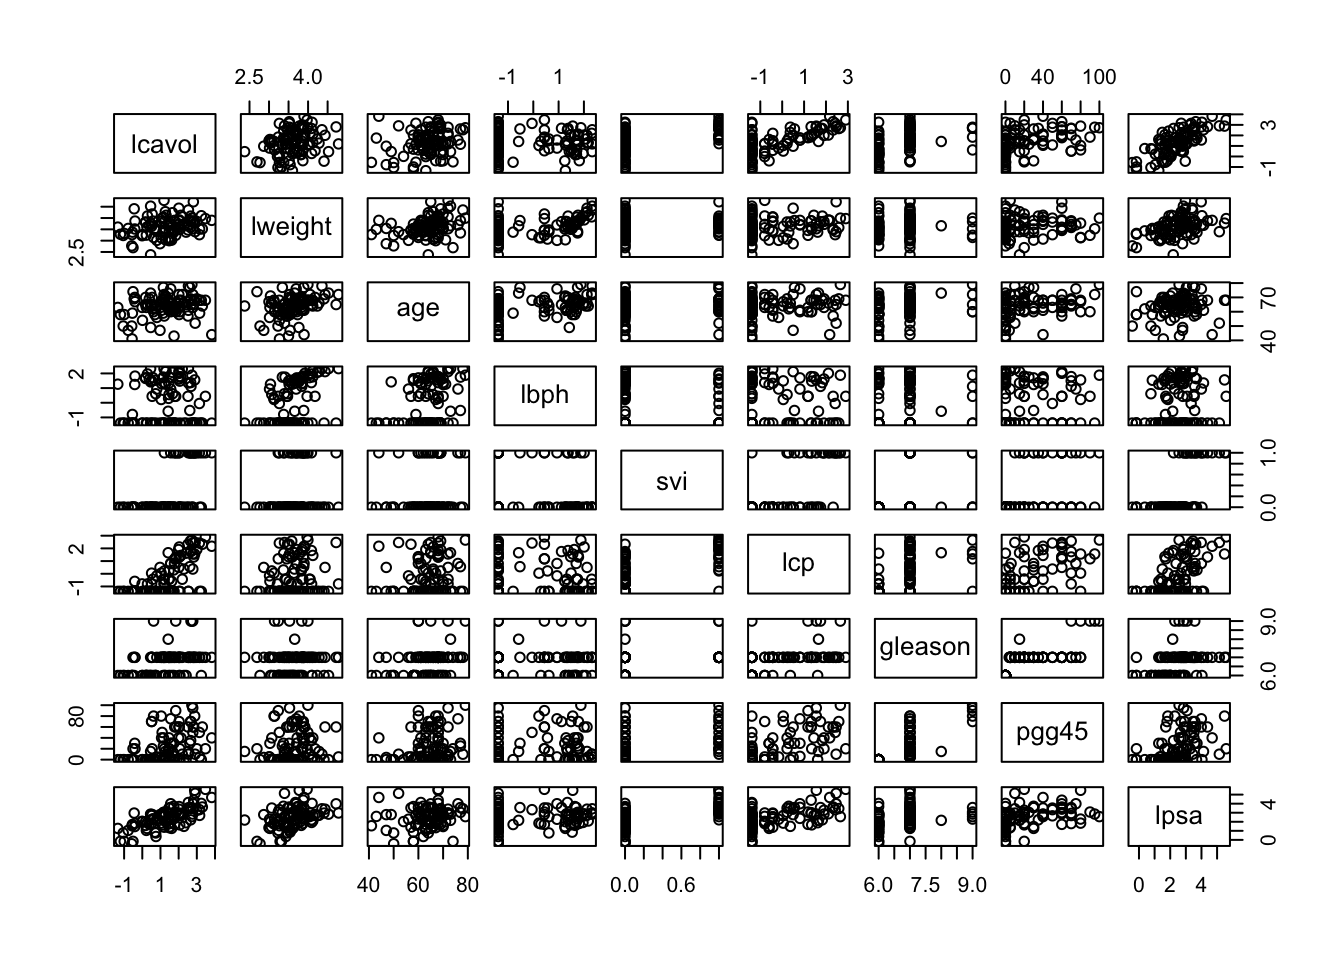 2.5 4.0 -1 1 -1 1 3 0 40 100
lcavol -1 3
2.5 lweight
age 40 70
-1 2 lbph
svi 0.0 1.0
-1 2 lcp
gleason 6.0 9.0
0 80 pgg45
lpsa 0 4
-1 1 3 40 60 80 0.0 0.6 6.0 7.5 9.0 0 2 4